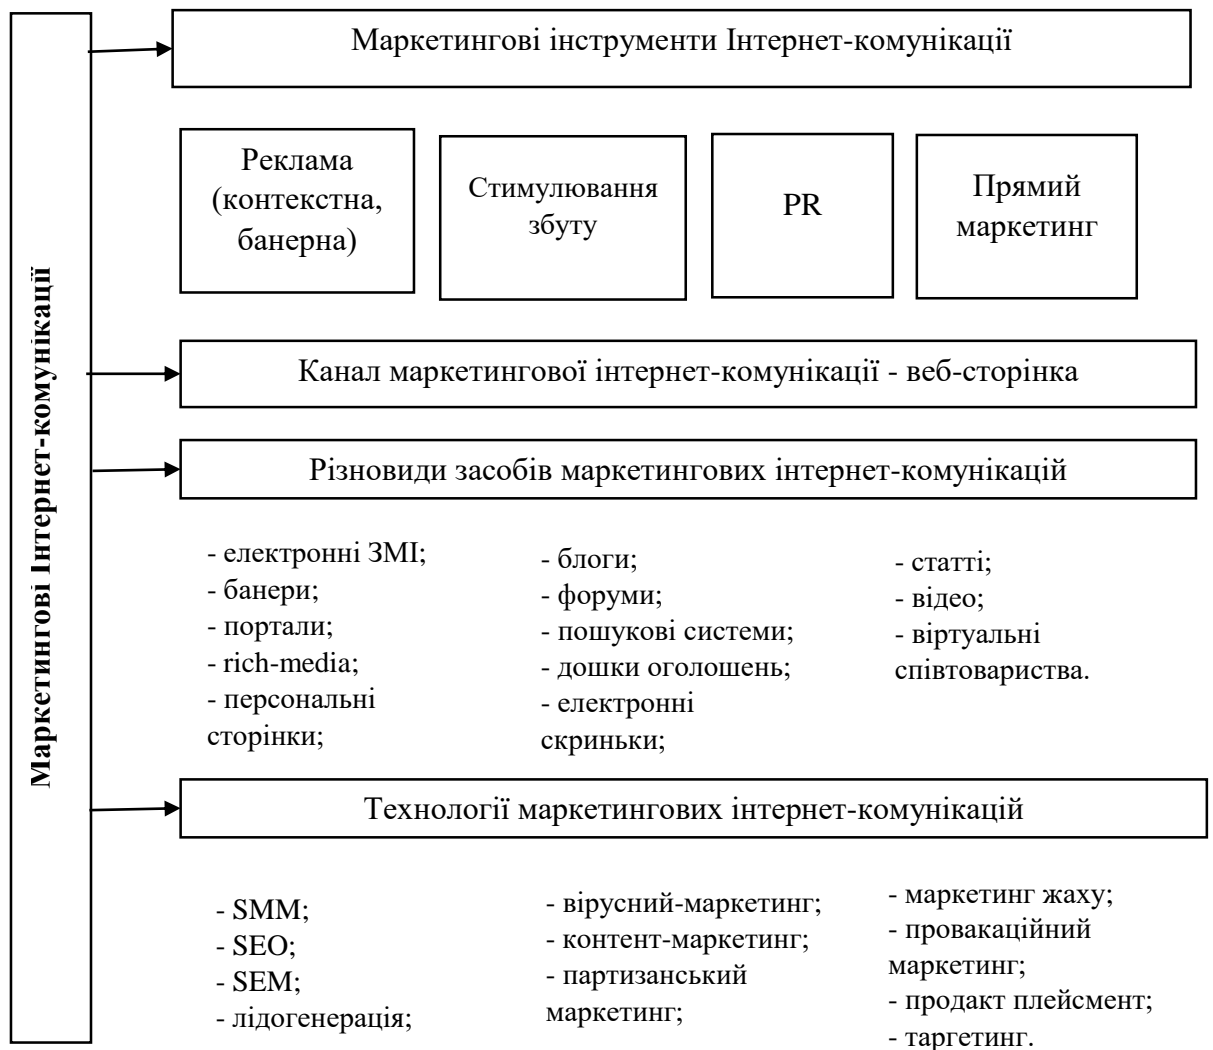 Маркетингові Інтернет-комунікації
Маркетингові інструменти Інтернет-комунікації
Реклама
(контекстна,
банерна)
Стимулювання
збуту
PR
Прямий
маркетинг
Канал маркетингової інтернет-комунікації - веб-сторінка
Різновиди засобів маркетингових інтернет-комунікацій
- електронні ЗМІ;
- банери;
- портали;
- rich-media;
- персональні
сторінки;
- блоги;
- форуми;
- пошукові системи;
- дошки оголошень;
- електронні
скриньки;
- статті;
- відео;
- віртуальні
співтовариства.
Технології маркетингових інтернет-комунікацій
- SMM;
- SEO;
- SEM;
- лідогенерація;
- вірусний-маркетинг;
- контент-маркетинг;
- партизанський
маркетинг;
- маркетинг жаху;
- провакаційний
маркетинг;
- продакт плейсмент;
- таргетинг.